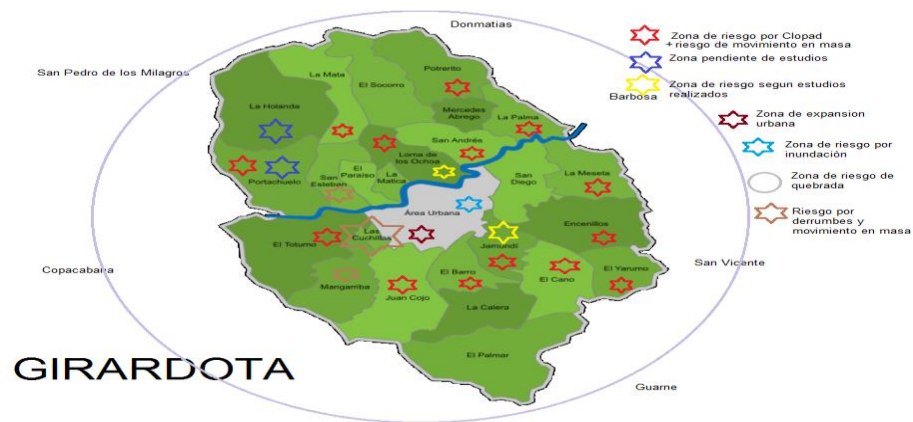 Donmatías
San Pedro de los Milagros
Barbosa
Copacabana
San Vicente
Guarne
GIRARDOTA
La Mata
El Socorro
Potrerito
La Holanda
Mercedes
Abrego
La Palma
San Andrés
Loma de
los Ochoa
El
Paraíso
La
Matica
San
Esteban
Portachuelo
San
Diego
La Meseta
Área Urbana
Encenillos
El Totumo
Las
Cuchillas
Jamundí
Mangarriba
Juan Cojo
El Barro
El Cano
El Yarumo
La Calera
El Palmar
Zona de riesgo por Clopad
+riesgo de movimiento en masa
Zona pendiente de estudios
Zona de riesgo segun estudios
realizados
Zona de expansion
urbana
Zona de riesgo por
inundación
Zona de riesgo de
quebrada
Riesgo por
derrumbes y
movimiento en masa